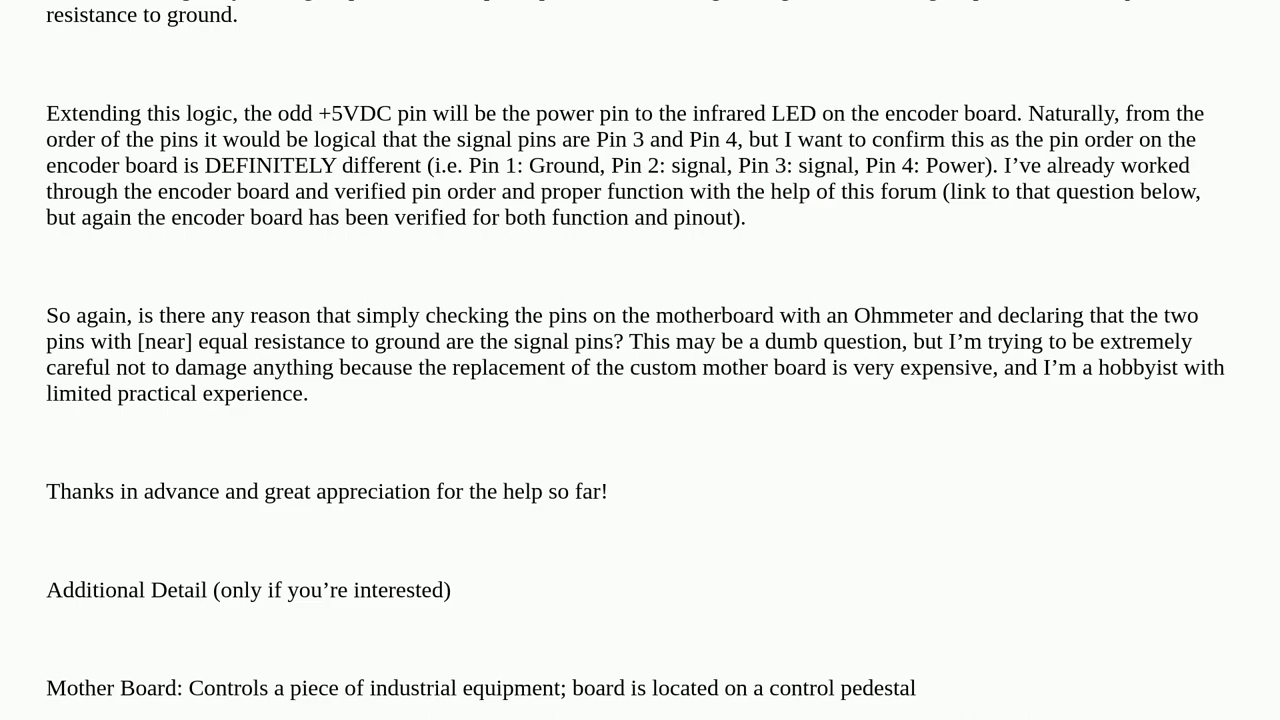 resistance to ground.
Extending this logic, the odd +5VDC pin will be the power pin to the infrared LED on the encoder board. Naturally, from the
order of the pins it would be logical that the signal pins are Pin 3 and Pin 4, but I want to confirm this as the pin order on the
encoder board is DEFINITELY different (i.e. Pin 1: Ground, Pin 2: signal, Pin 3: signal, Pin 4: Power). I’ve already worked
through the encoder board and verified pin order and proper function with the help of this forum (link to that question below,
but again the encoder board has been verified for both function and pinout).
So again, is there any reason that simply checking the pins on the motherboard with an Ohmmeter and declaring that the two
pins with [near] equal resistance to ground are the signal pins? This may be a dumb question, but I’m trying to be extremely
careful not to damage anything because the replacement of the custom mother board is very expensive, and I’m a hobbyist with
limited practical experience.
Thanks in advance and great appreciation for the help so far!
Additional Detail (only if you’re interested)
Mother Board: Controls a piece of industrial equipment; board is located on a control pedestal